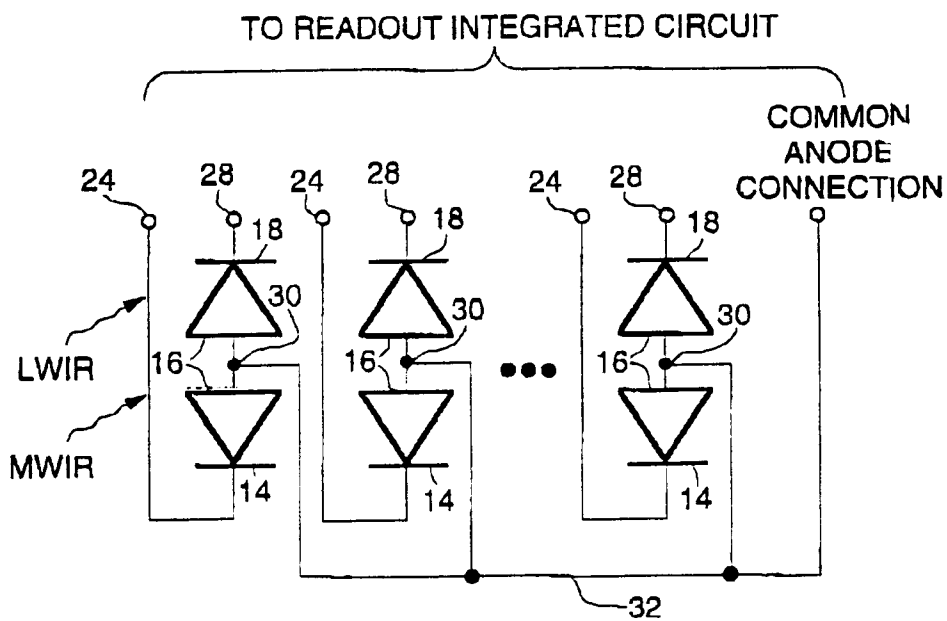 TO READOUT INTEGRATED CIRCUIT
COMMON
ANODE
CONNECTION
24 28 24 28 24 28
18 18 18
30 30 30
LWIR
16 16 16
MWIR
14 14 14
32